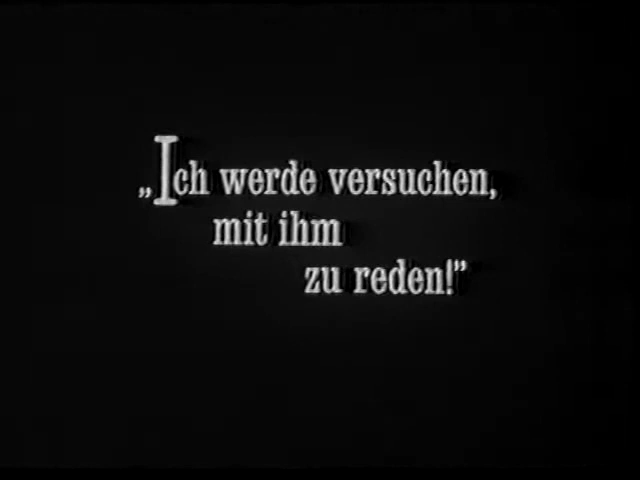 „Ich werde versuchen,
mit ihm
zu reden!”